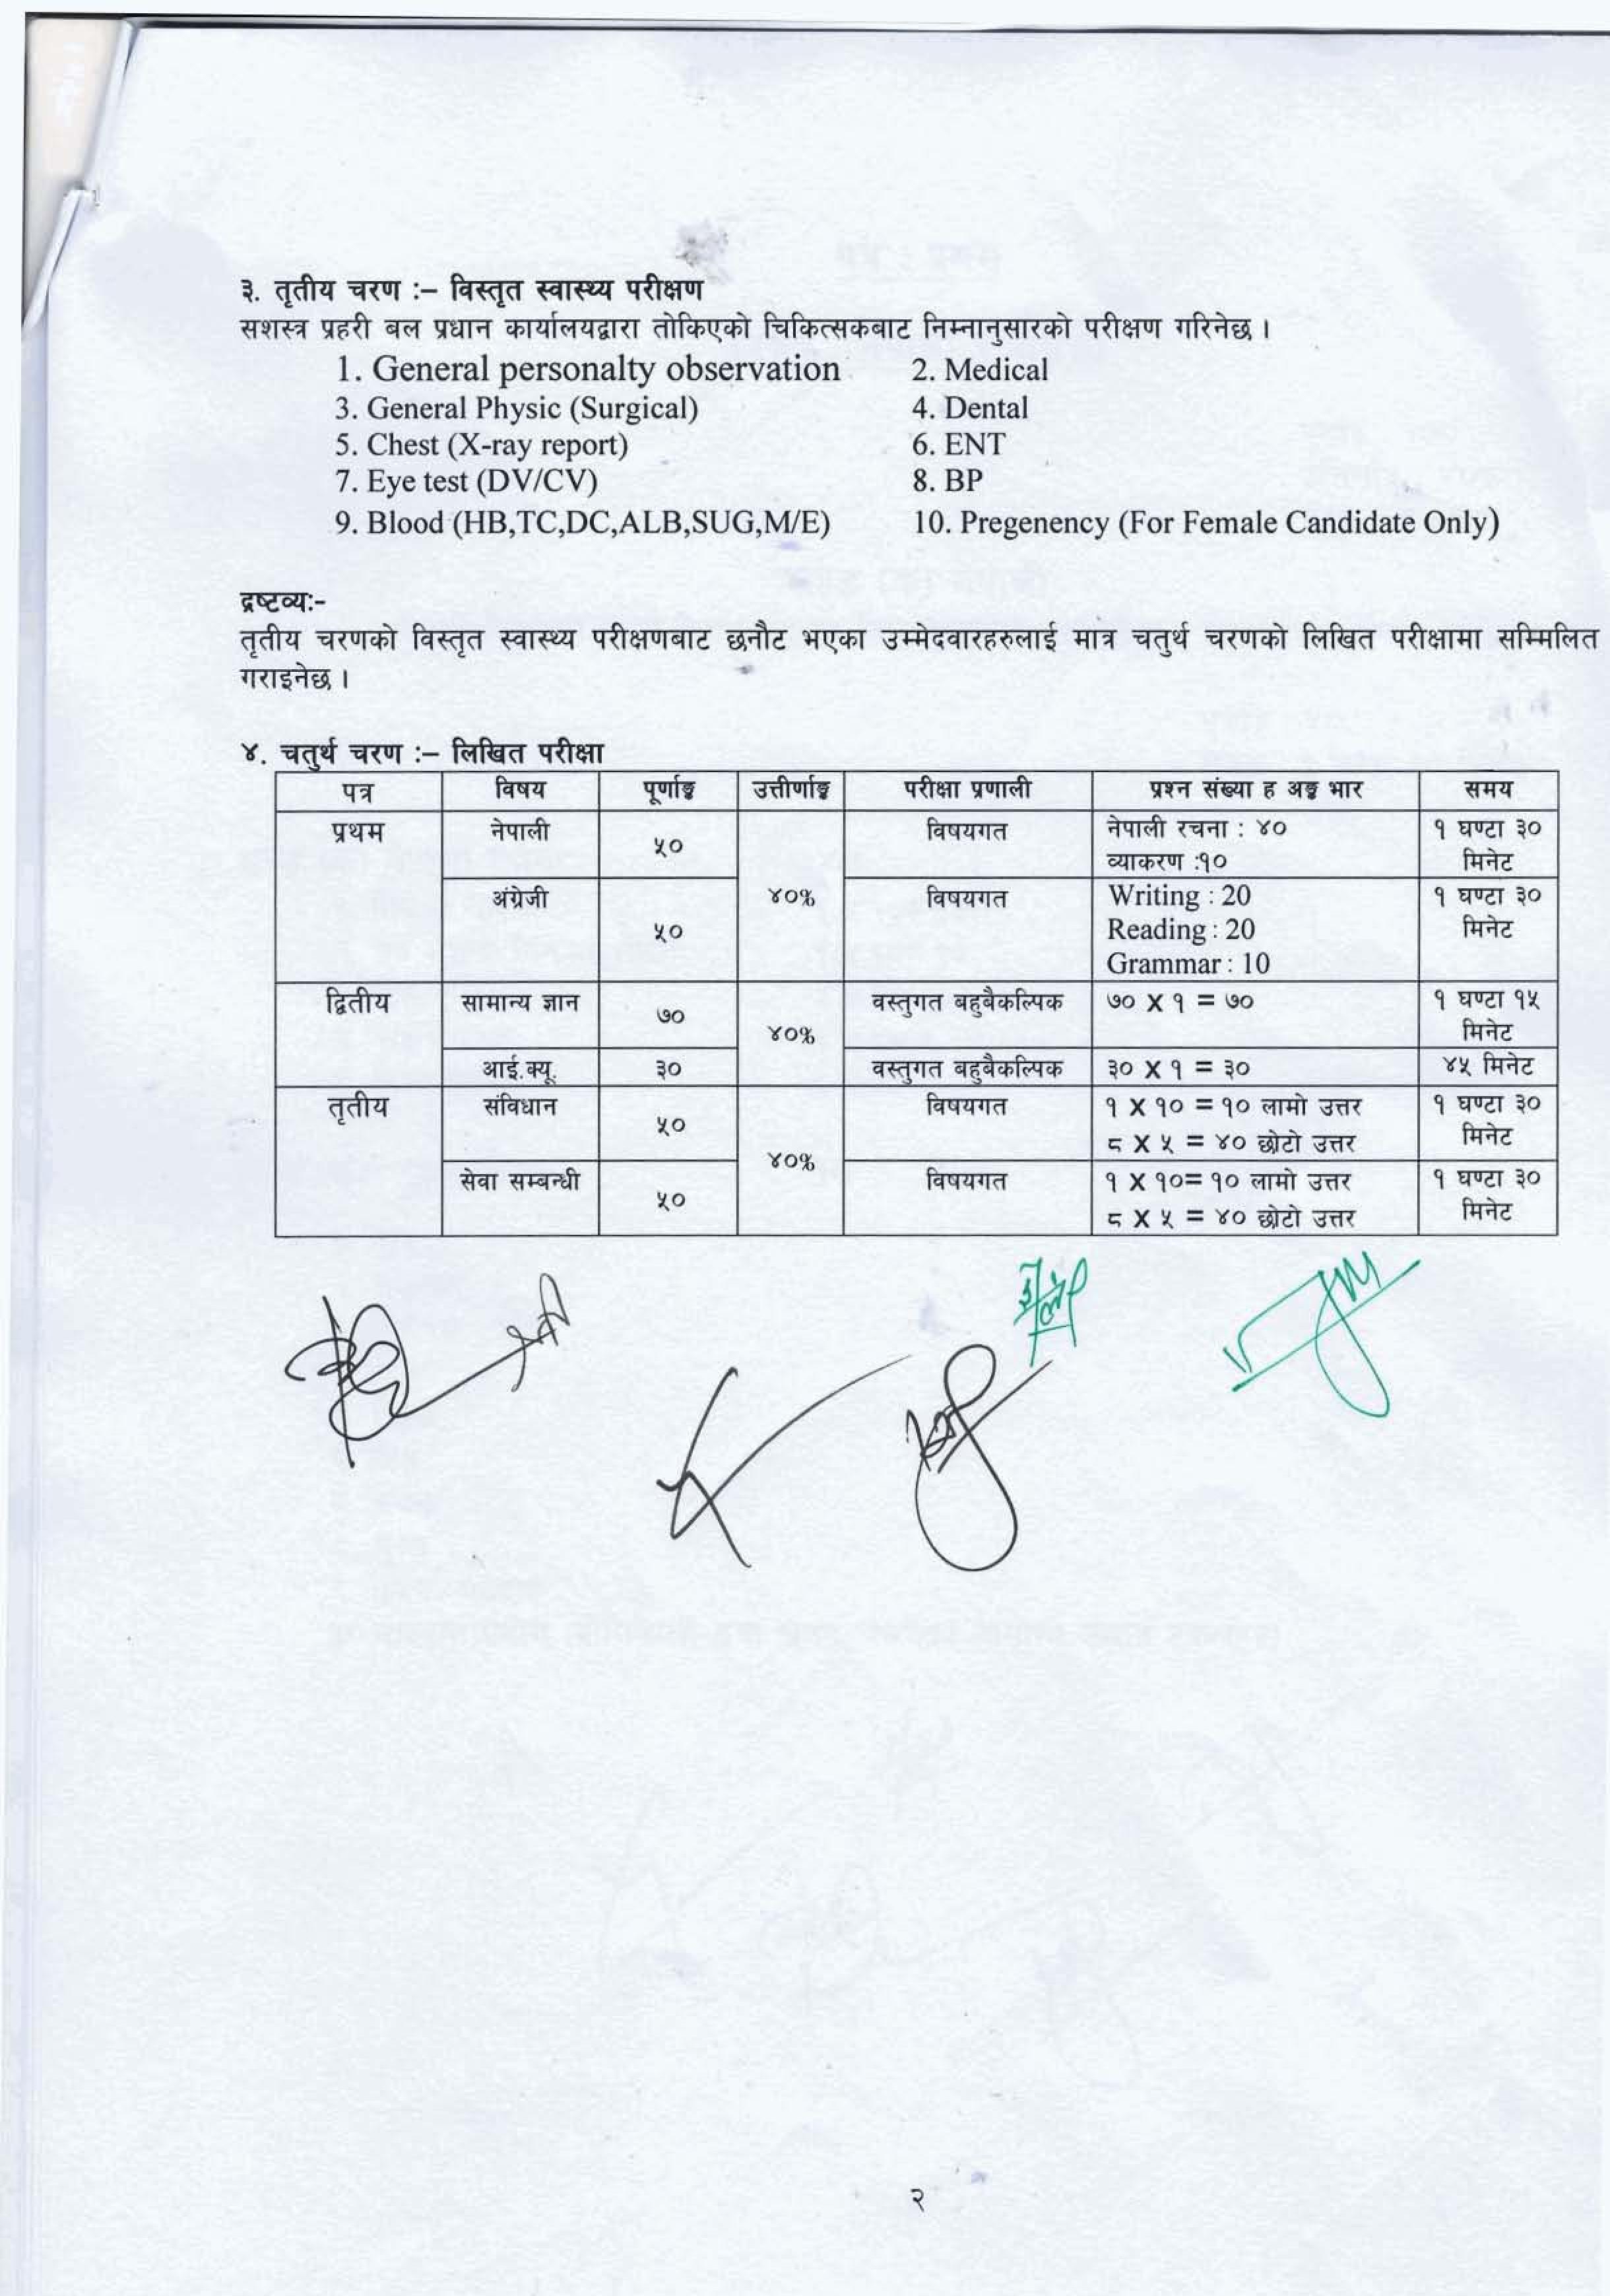 ३. तृतीय चरण :– विस्तृत स्वास्थ्य परीक्षण
सशस्त्र प्रहरी बल प्रधान कार्यालयद्वारा तोकिएको चिकित्सकबाट निम्नानुसारको परीक्षण गरिनेछ ।
1. General personalty observation 2. Medical
3. General Physic (Surgical) 4. Dental
5. Chest (X-ray report) 6. ENT
7. Eye test (DV/CV) 8. BP
9. Blood (HB,TC,DC,ALB,SUG,M/E) 10. Pregenency (For Female Candidate Only)
द्रष्टव्यः-
तृतीय चरणको विस्तृत स्वास्थ्य परीक्षणबाट छनौट भएका उम्मेदवारहरुलाई मात्र चतुर्थ चरणको लिखित परीक्षामा सम्मिलित
गराइनेछ ।
४. चतुर्थ चरण :– लिखित परीक्षा
पत्र विषय पूर्णाङ्क उत्तीर्णाङ्क परीक्षा प्रणाली प्रश्न संख्या ह अङ्क भार समय
प्रथम नेपाली ५० ४०% विषयगत नेपाली रचना : ४० १ घण्टा ३०
व्याकरण :१० मिनेट
अंग्रेजी ५० विषयगत Writing : 20 १ घण्टा ३०
Reading : 20 मिनेट
Grammar : 10
द्वितीय सामान्य ज्ञान ७० ४०% वस्तुगत बहुबैकल्पिक ७० X १ = ७० १ घण्टा १५
मिनेट
आई.क्यू. ३० वस्तुगत बहुबैकल्पिक ३० X १ = ३० ४५ मिनेट
तृतीय संविधान ५० ४०% विषयगत १ X १० = १० लामो उत्तर १ घण्टा ३०
८ X ५ = ४० छोटो उत्तर मिनेट
सेवा सम्बन्धी ५० विषयगत १ X १०= १० लामो उत्तर १ घण्टा ३०
८ X ५ = ४० छोटो उत्तर मिनेट
२